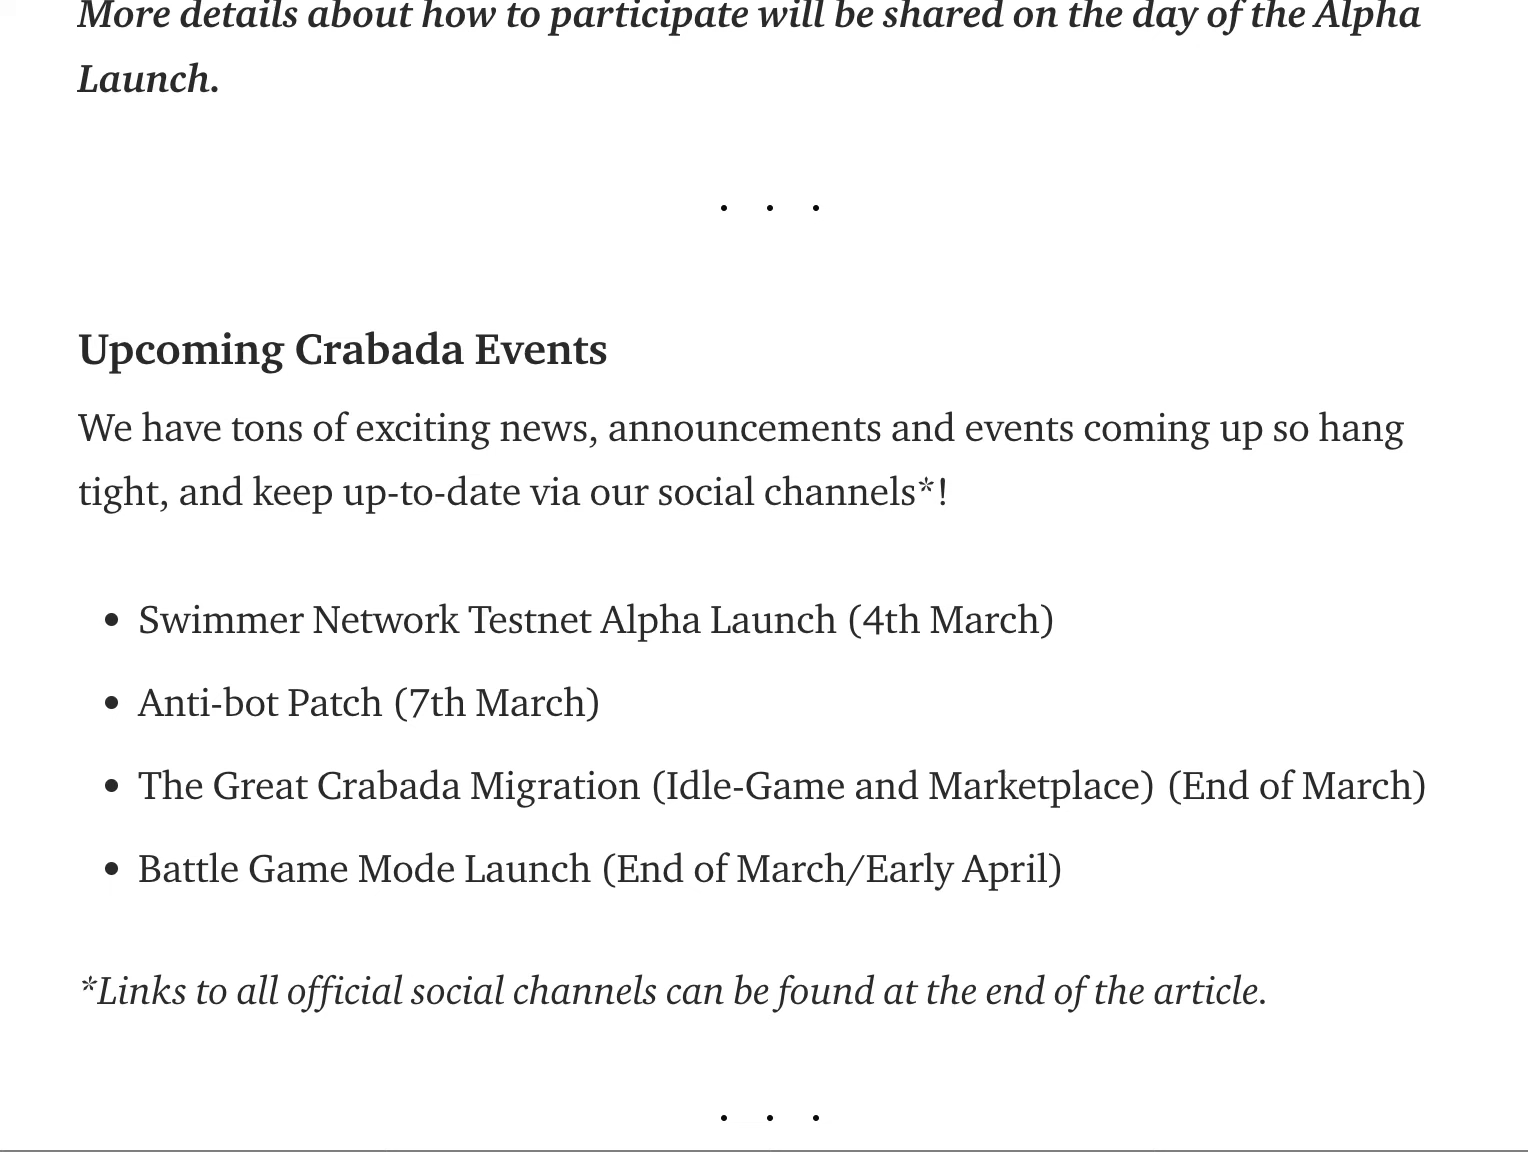 More details about how to participate will be shared on the day of the Alpha
Launch.
. . .
Upcoming Crabada Events
We have tons of exciting news, announcements and events coming up so hang
tight, and keep up-to-date via our social channels*!
• Swimmer Network Testnet Alpha Launch (4th March)
• Anti-bot Patch (7th March)
• The Great Crabada Migration (Idle-Game and Marketplace) (End of March)
• Battle Game Mode Launch (End of March/Early April)
*Links to all official social channels can be found at the end of the article.
. . .